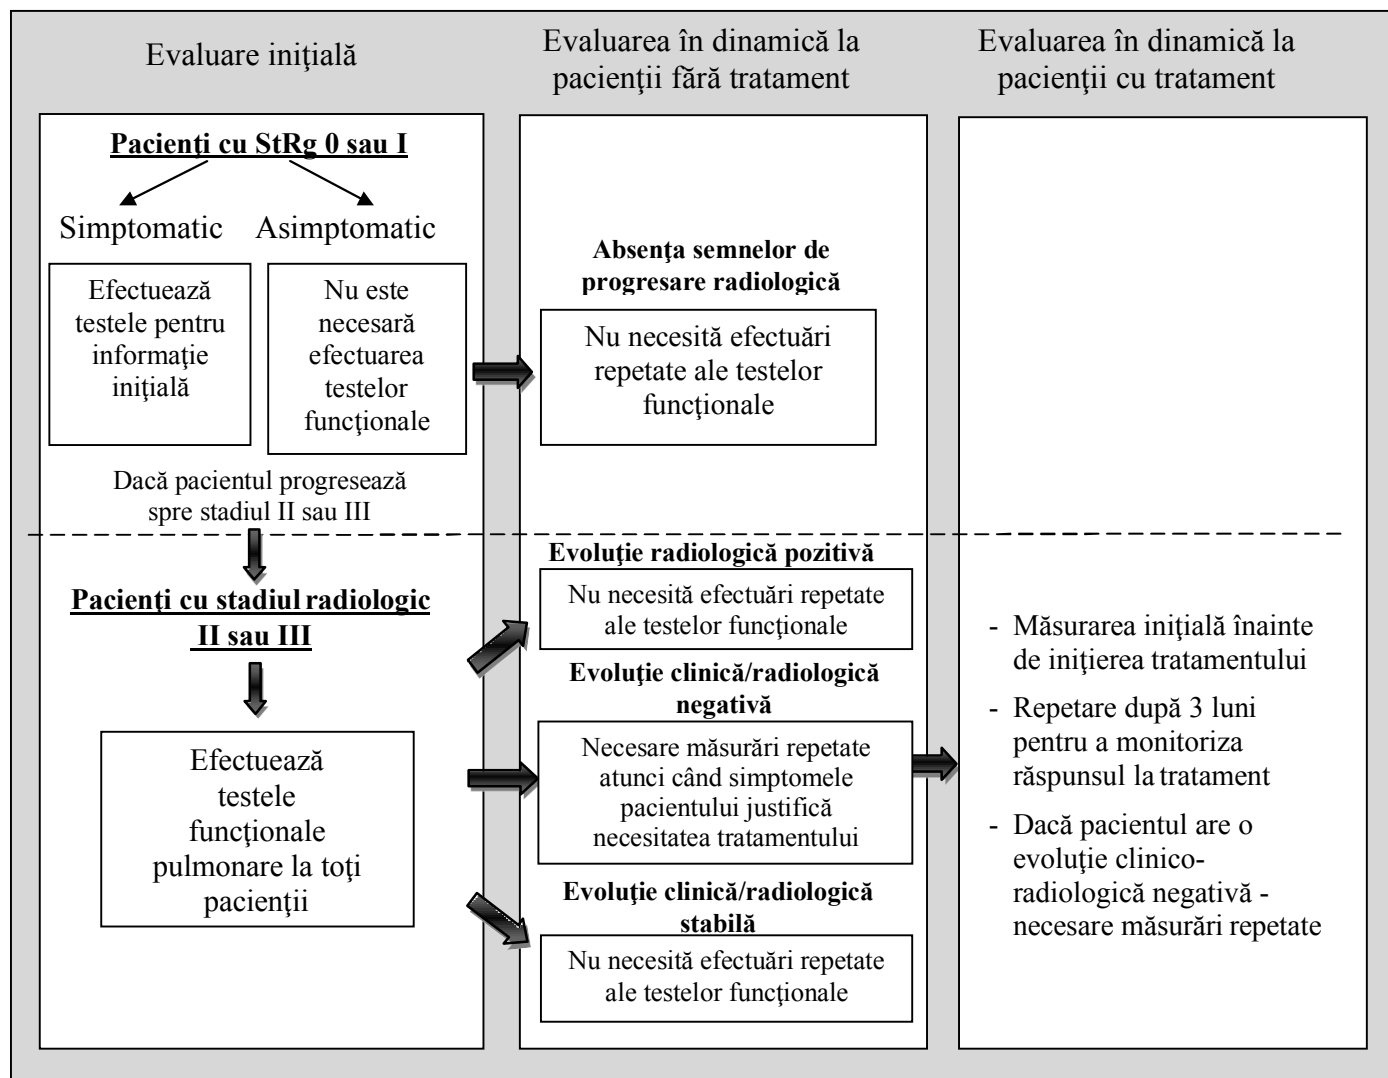 Evaluare iniţială
Evaluarea în dinamică la
pacienţii fără tratament
Evaluarea în dinamică la
pacienţii cu tratament
Pacienţi cu StRg 0 sau I
Simptomatic
Asimptomatic
Efectuează
testele pentru
informaţie
iniţială
Nu este
necesară
efectuarea
testelor
funcţionale
Dacă pacientul progresează
spre stadiul II sau III
Pacienţi cu stadiul radiologic
II sau III
Efectuează
testele
funcţionale
pulmonare la toţi
pacienţii
Absenţa semnelor de
progresare radiologică
Nu necesită efectuări
repetate ale testelor
funcţionale
Evoluţie radiologică pozitivă
Nu necesită efectuări repetate
ale testelor funcţionale
Evoluţie clinică/radiologică
negativă
Necesare măsurări repetate
atunci când simptomele
pacientului justifică
necesitatea tratamentului
Evoluţie clinică/radiologică
stabilă
Nu necesită efectuări repetate
ale testelor funcţionale
- Măsurarea iniţială înainte
de iniţierea tratamentului
- Repetare după 3 luni
pentru a monitoriza
răspunsul la tratament
- Dacă pacientul are o
evoluţie clinico-
radiologică negativă -
necesare măsurări repetate